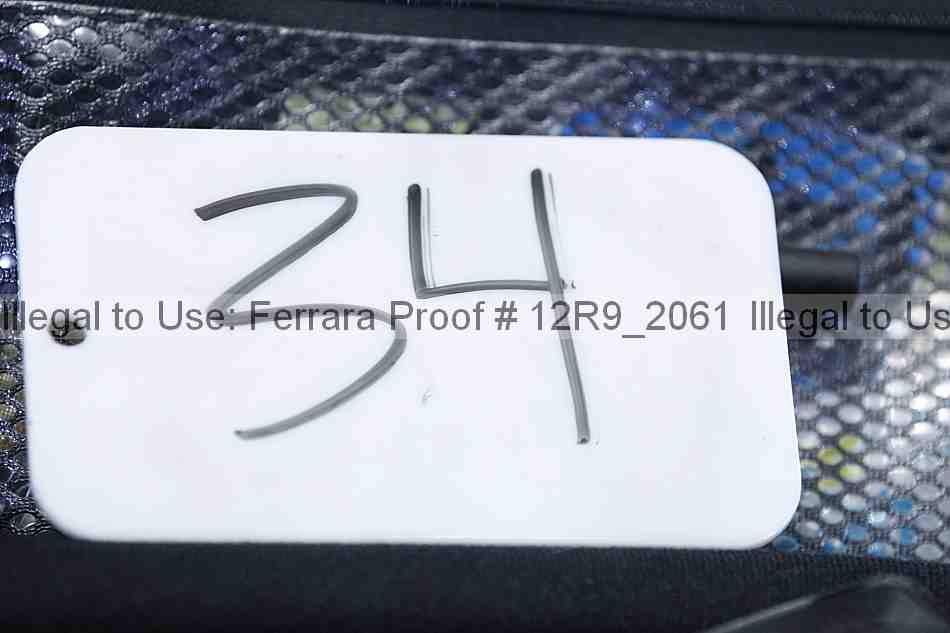 34
Illegal to Use. Ferrara Proof # 12R9_2061 Illegal to Us